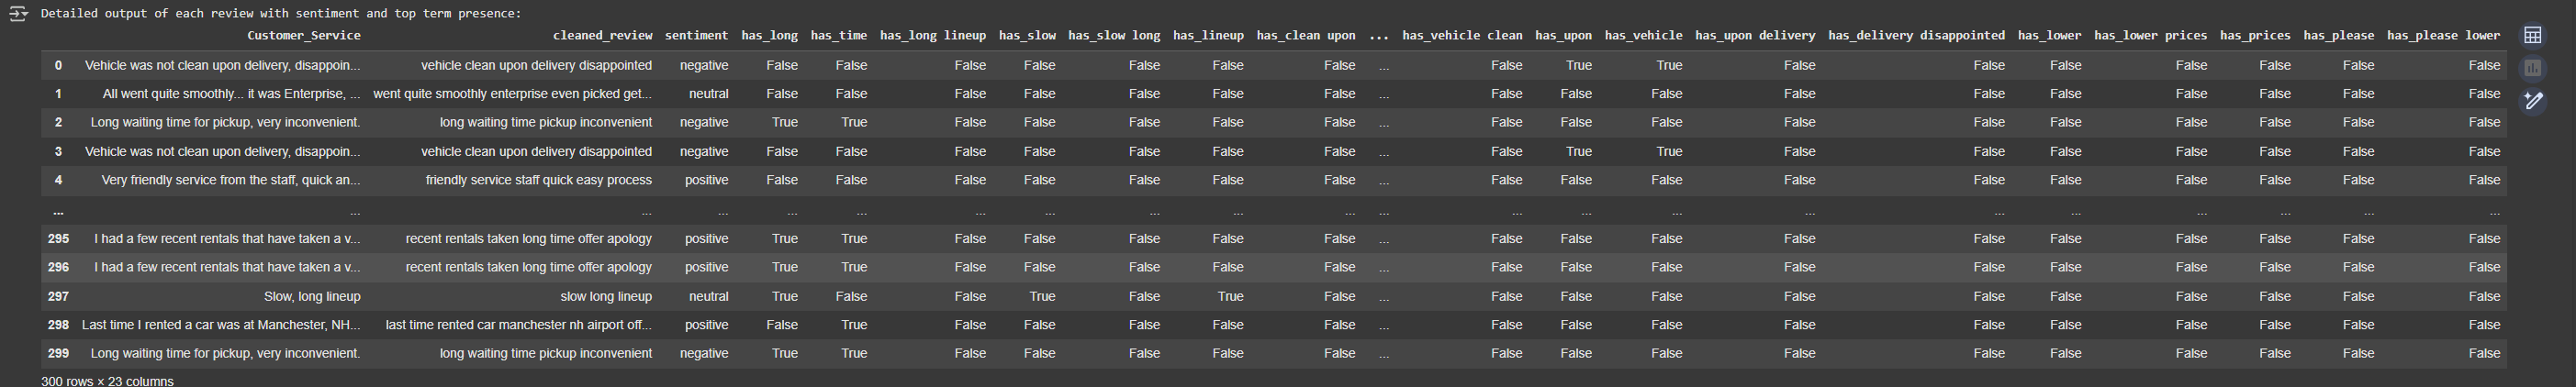 Detailed output of each review with sentiment and top term presence:
Customer_Service cleaned_review sentiment has_long has_time has_long lineup has_slow has_slow long has_lineup has_clean upon ... has_vehicle clean has_upon has_vehicle has_upon delivery has_delivery disappointed has_lower has_lower prices has_prices has_please has_please lower
0 Vehicle was not clean upon delivery, disappoin... vehicle clean upon delivery disappointed negative False False False False False False False ... False True True False False False False False False False
1 All went quite smoothly... it was Enterprise, ... went quite smoothly enterprise even picked get... neutral False False False False False False False ... False False False False False False False False False False
2 Long waiting time for pickup, very inconvenient. long waiting time pickup inconvenient negative True True False False False False False ... False False False False False False False False False False
3 Vehicle was not clean upon delivery, disappoin... vehicle clean upon delivery disappointed negative False False False False False False False ... False True True False False False False False False False
4 Very friendly service from the staff, quick an... friendly service staff quick easy process positive False False False False False False False ... False False False False False False False False False False
... ... ... ... ... ... ... ... ... ... ... ... ... ... ... ... ... ... ... ... ... ...
295 I had a few recent rentals that have taken a v... recent rentals taken long time offer apology positive True True False False False False False ... False False False False False False False False False False
296 I had a few recent rentals that have taken a v... recent rentals taken long time offer apology positive True True False False False False False ... False False False False False False False False False False
297 Slow, long lineup slow long lineup neutral True False False True False True False ... False False False False False False False False False False
298 Last time I rented a car was at Manchester, NH... last time rented car manchester nh airport off... positive False True False False False False False ... False False False False False False False False False False
299 Long waiting time for pickup, very inconvenient. long waiting time pickup inconvenient negative True True False False False False False ... False False False False False False False False False False
300 rows × 23 columns